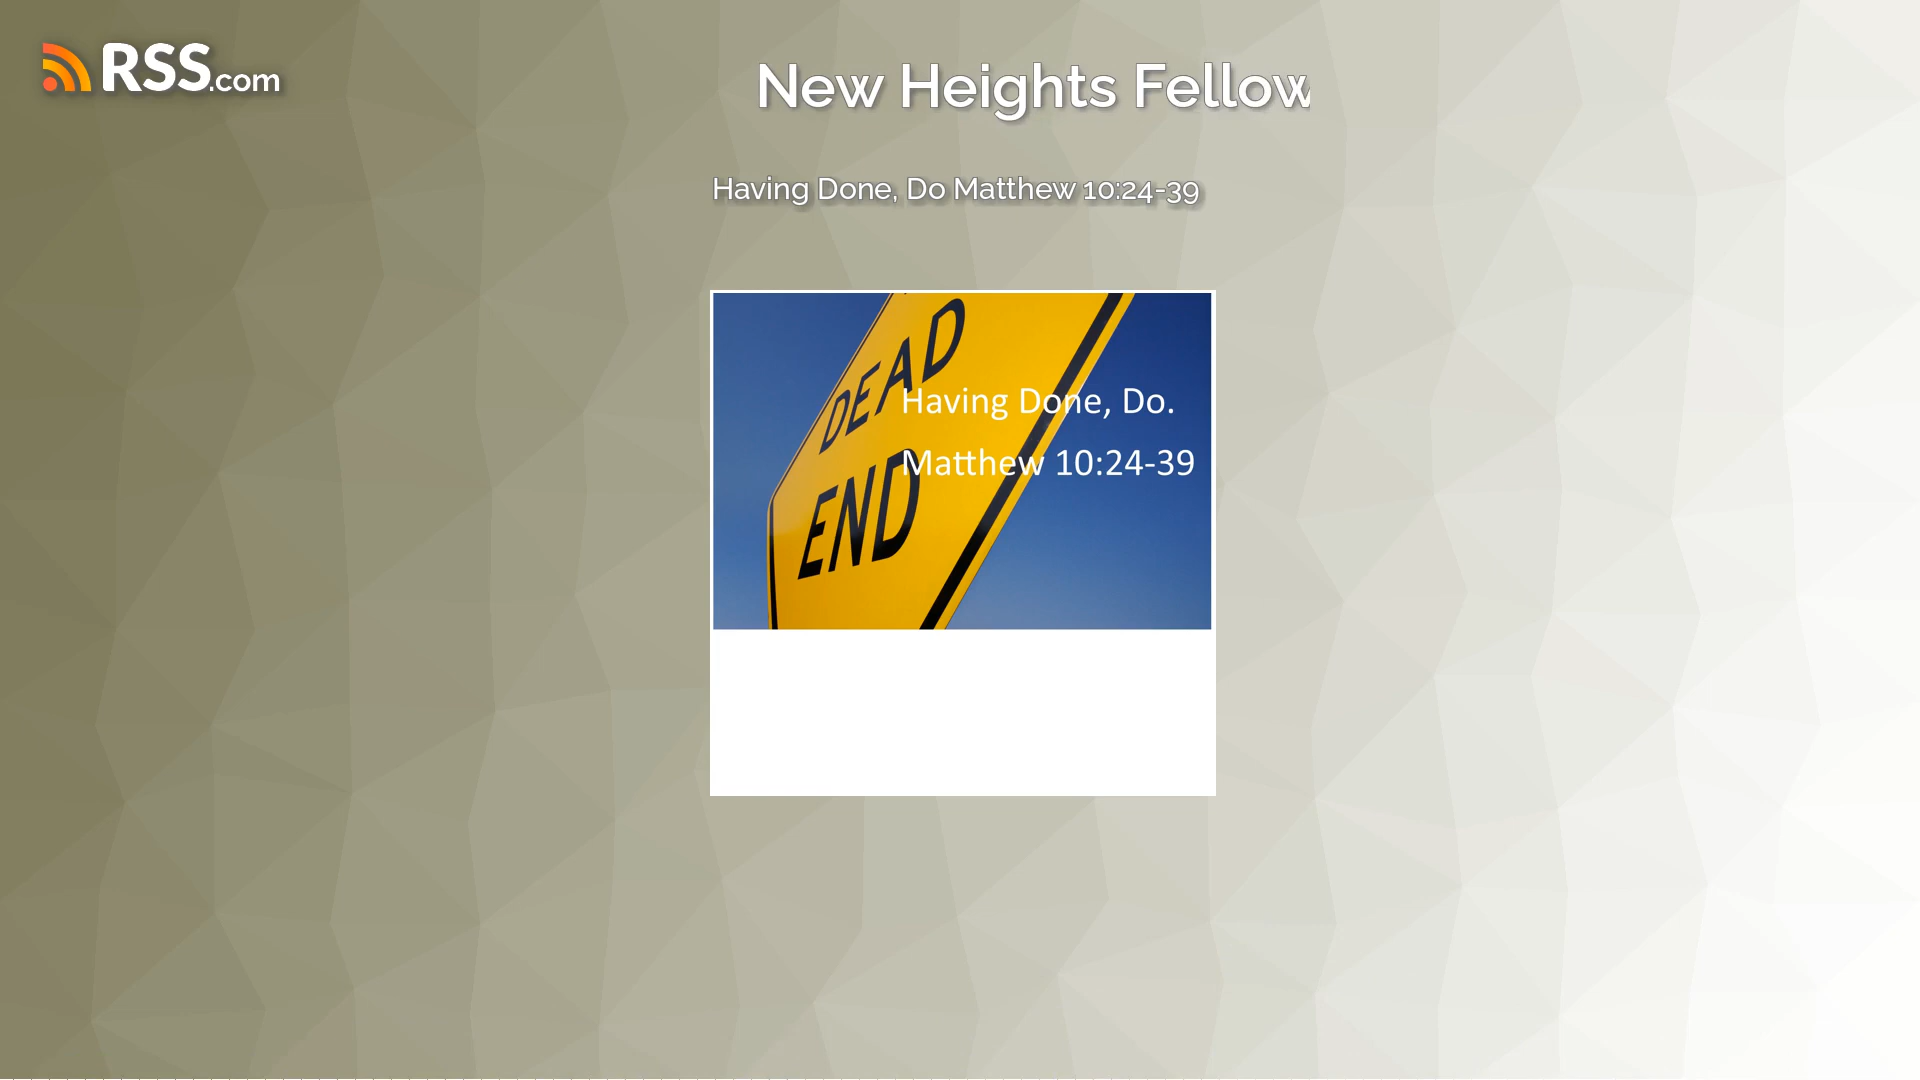 RSS.com
New Heights Fellow
Having Done, Do Matthew 10:24-39
DEAD
END
Having Done, Do.
Matthew 10:24-39